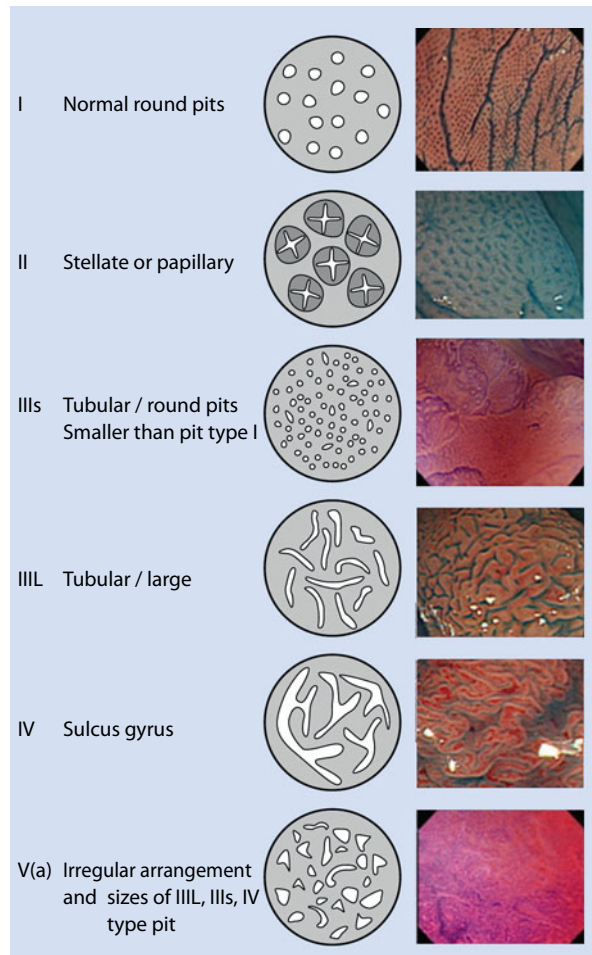 I Normal round pits
II Stellate or papillary
IIIs Tubular / round pits
Smaller than pit type I
IIIL Tubular / large
IV Sulcus gyrus
V(a) Irregular arrangement
and sizes of IIIL, IIIs, IV
type pit